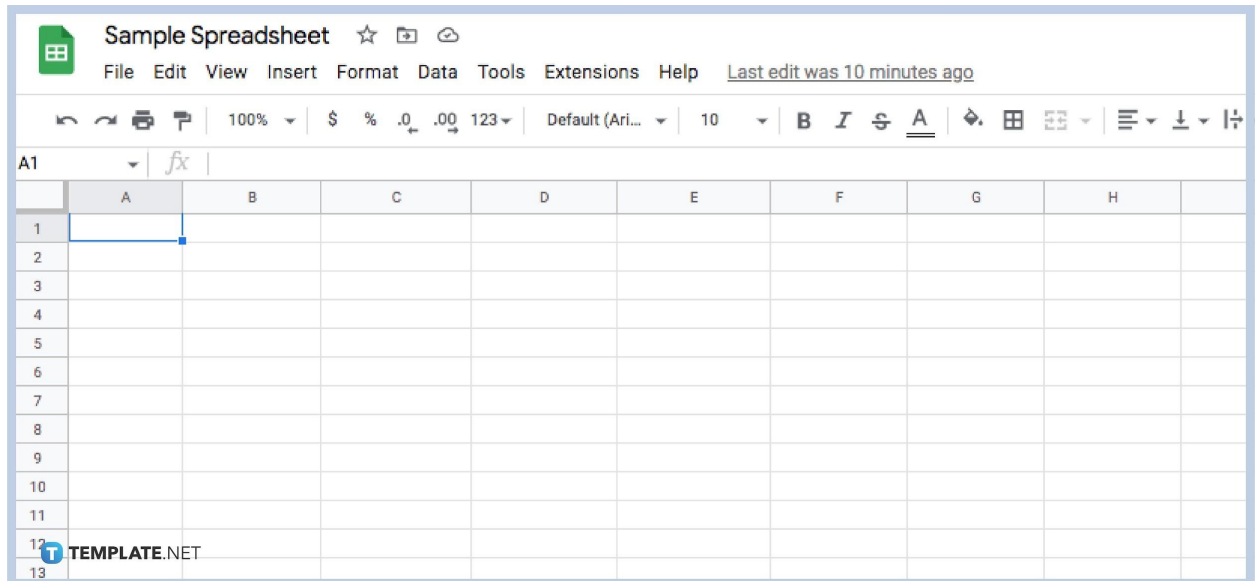 Sample Spreadsheet
File Edit View Insert Format Data Tools Extensions Help Last edit was 10 minutes ago
100% $ % .0 .00 123 Default (Ari... 10 B I S A
A1 fx
A B C D E F G H
1
2
3
4
5
6
7
8
9
10
11
12
T TEMPLATE.NET
13